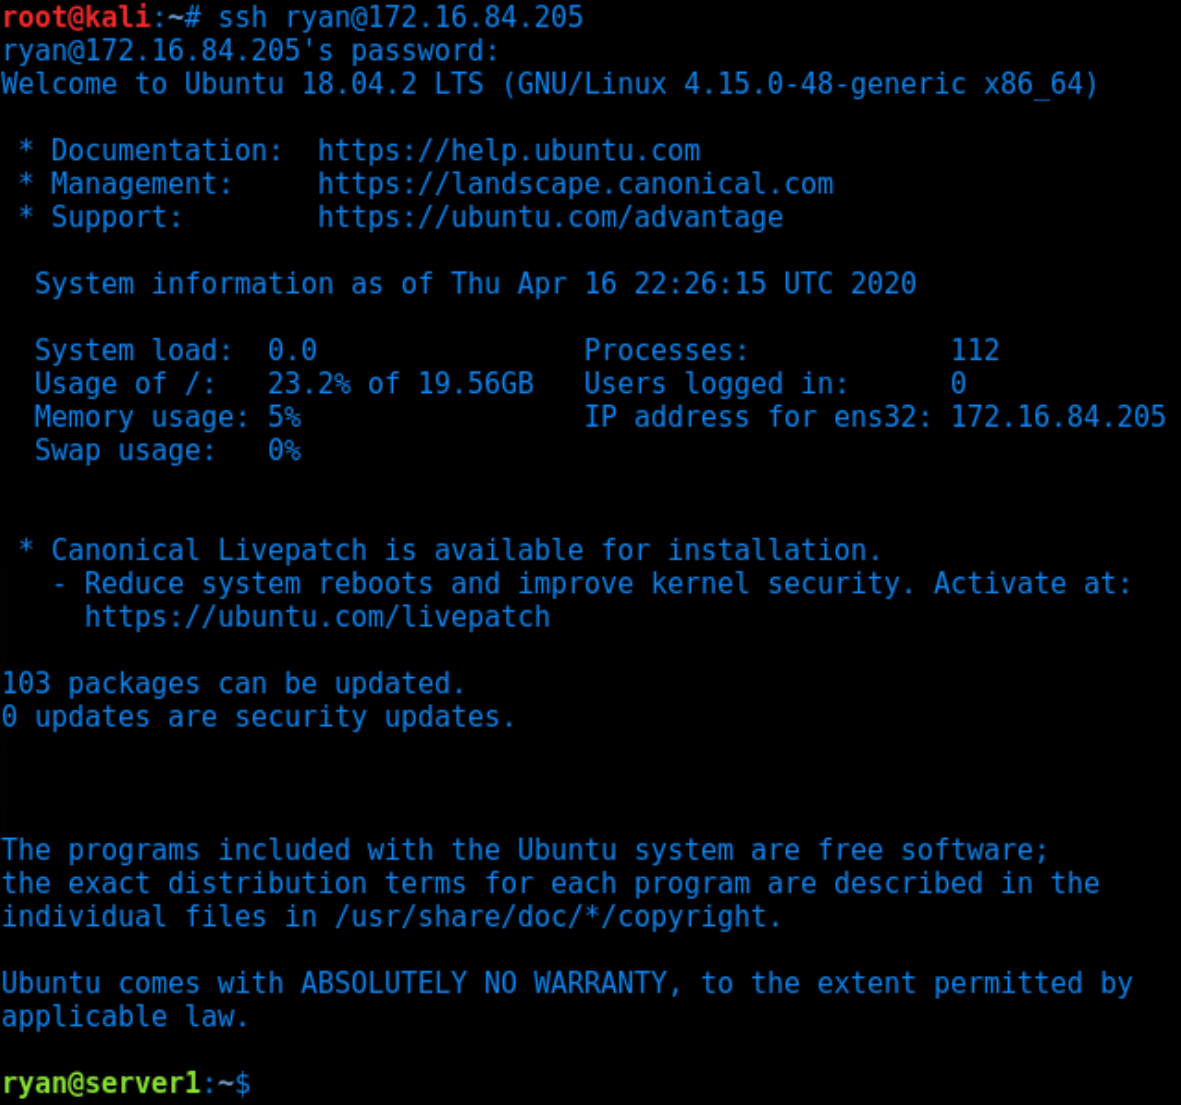 root@kali:~# ssh ryan@172.16.84.205
ryan@172.16.84.205's password:
Welcome to Ubuntu 18.04.2 LTS (GNU/Linux 4.15.0-48-generic x86_64)

 * Documentation:  https://help.ubuntu.com
 * Management:     https://landscape.canonical.com
 * Support:        https://ubuntu.com/advantage

  System information as of Thu Apr 16 22:26:15 UTC 2020

  System load:  0.0                Processes:            112
  Usage of /:   23.2% of 19.56GB   Users logged in:      0
  Memory usage: 5%                 IP address for ens32: 172.16.84.205
  Swap usage:   0%


 * Canonical Livepatch is available for installation.
   - Reduce system reboots and improve kernel security. Activate at:
     https://ubuntu.com/livepatch

103 packages can be updated.
0 updates are security updates.



The programs included with the Ubuntu system are free software;
the exact distribution terms for each program are described in the
individual files in /usr/share/doc/*/copyright.

Ubuntu comes with ABSOLUTELY NO WARRANTY, to the extent permitted by
applicable law.

ryan@server1:~$